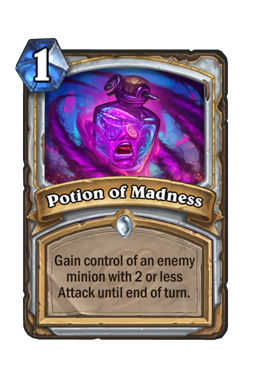 1
Potion of Madness
Gain control of an enemy
minion with 2 or less
Attack until end of turn.